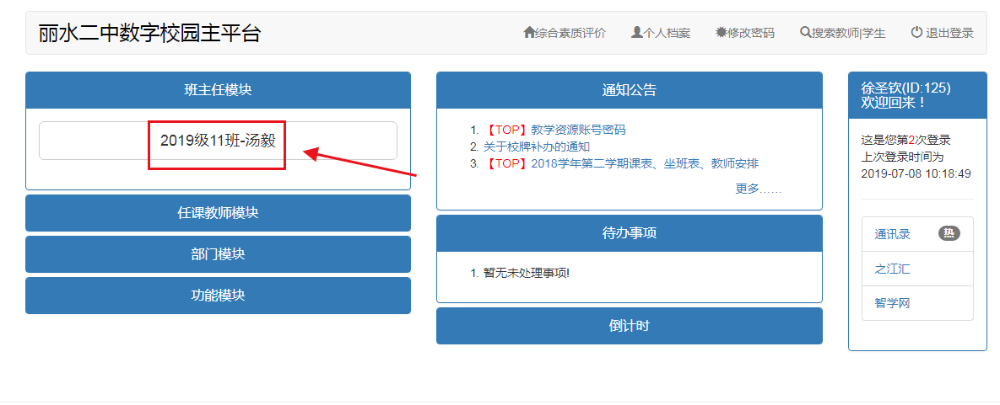 丽水二中数字校园主平台
综合素质评价 个人档案 修改密码 搜索教师|学生 退出登录
班主任模块
2019级11班-汤毅
任课教师模块
部门模块
功能模块
通知公告
1. 【TOP】教学资源账号密码
2. 关于校牌补办的通知
3. 【TOP】2018学年第二学期课表、坐班表、教师安排
更多……
待办事项
1. 暂无未处理事项!
倒计时
徐圣钦(ID:125)
欢迎回来！
这是您第2次登录
上次登录时间为
2019-07-08 10:18:49
通讯录 热
之江汇
智学网